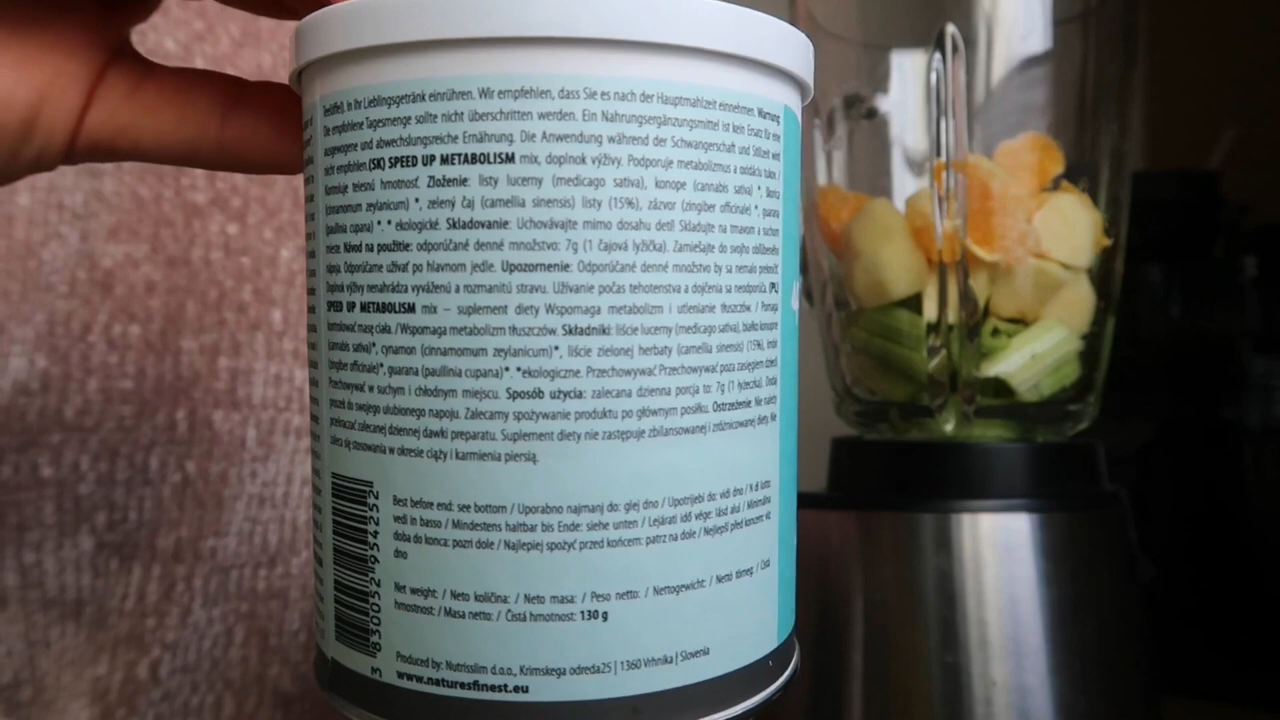 Teelöffel). In Ihr Lieblingsgetränk einrühren. Wir empfehlen, dass Sie es nach der Hauptmahlzeit einnehmen. Warnung:
Die empfohlene Tagesmenge sollte nicht überschritten werden. Ein Nahrungsergänzungsmittel ist kein Ersatz für eine
ausgewogene und abwechslungsreiche Ernährung. Die Anwendung während der Schwangerschaft und Stillzeit wird
nicht empfohlen.(SK) SPEED UP METABOLISM mix, doplnok výživy. Podporuje metabolizmus a oxidáciu tukov. /
Kontroluje telesnú hmotnosť. Zloženie: listy lucerny (medicago sativa), konope (cannabis sativa) *, škorica
(cinnamomum zeylanicum) *, zelený čaj (camellia sinensis) listy (15%), zázvor (zingiber officinale) *, guarana
(paullinia cupana) *. * ekologické. Skladovanie: Uchovávajte mimo dosahu detí! Skladujte na tmavom a suchom
mieste. Návod na použitie: odporúčané denné množstvo: 7g (1 čajová lyžička). Zamiešajte do svojho obľúbeného
nápoja. Odporúčame užívať po hlavnom jedle. Upozornenie: Odporúčané denné množstvo by sa nemalo prekročiť.
Doplnok výživy nenahrádza vyváženú a rozmanitú stravu. Užívanie počas tehotenstva a dojčenia sa neodporúča. (PL)
SPEED UP METABOLISM mix – suplement diety Wspomaga metabolizm i utlenianie tłuszczów. / Pomaga
kontrolować masę ciała. /Wspomaga metabolizm tłuszczów. Składniki: liście lucerny (medicago sativa), białko konopne
(cannabis sativa)*, cynamon (cinnamomum zeylanicum)*, liście zielonej herbaty (camellia sinensis) (15%), imbir
(zingiber officinale)*, guarana (paullinia cupana)*. *ekologiczne. Przechowywać Przechowywać poza zasięgiem dzieci!
Przechowywać w suchym i chłodnym miejscu. Sposób użycia: zalecana dzienna porcja to: 7g (1 łyżeczka). Dodaj
proszek do swojego ulubionego napoju. Zalecamy spożywanie produktu po głównym posiłku. Ostrzeżenie. Nie należy
przekraczać zalecanej dziennej dawki preparatu. Suplement diety nie zastępuje zbilansowanej i zróżnicowanej diety. Nie
zaleca się stosowania w okresie ciąży i karmienia piersią.
Best before end: see bottom / Uporabno najmanj do: glej dno / Upotrijebi do: vidi dno / N di lotto
vedi in basso / Mindestens haltbar bis Ende: siehe unten / Lejárati idő vége: lásd alul / Minimálna
doba do konca: pozri dole / Najlepiej spożyć przed końcem: patrz na dole / Nejlepší před koncem: viz
dno
Net weight: / Neto količina: / Neto masa: / Peso netto: / Nettogewicht: / Nettó tömeg: / Čistá
hmostnost: / Masa netto: / Čistá hmotnost: 130 g
3 830052 954252
Produced by: Nutrisslim d.o.o., Krimskega odreda25 | 1360 Vrhnika | Slovenia
www.naturesfinest.eu